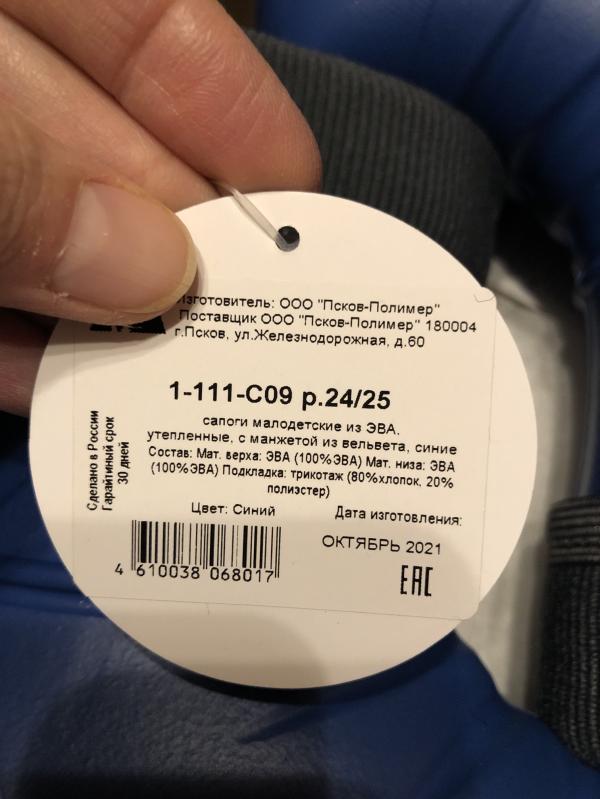 Изготовитель: ООО "Псков-Полимер"
Поставщик ООО "Псков-Полимер" 180004
г.Псков, ул.Железнодорожная, д.60
1-111-С09 р.24/25
сапоги малодетские из ЭВА.
утепленные, с манжетой из вельвета, синие
Состав: Мат. верха: ЭВА (100%ЭВА) Мат. низа: ЭВА
(100%ЭВА) Подкладка: трикотаж (80%хлопок, 20%
полиэстер)
Сделано в России
Гарайтиный срок
30 дней
Цвет: Синий
Дата изготовления:
ОКТЯБРЬ 2021
4 610038 068017
EAC